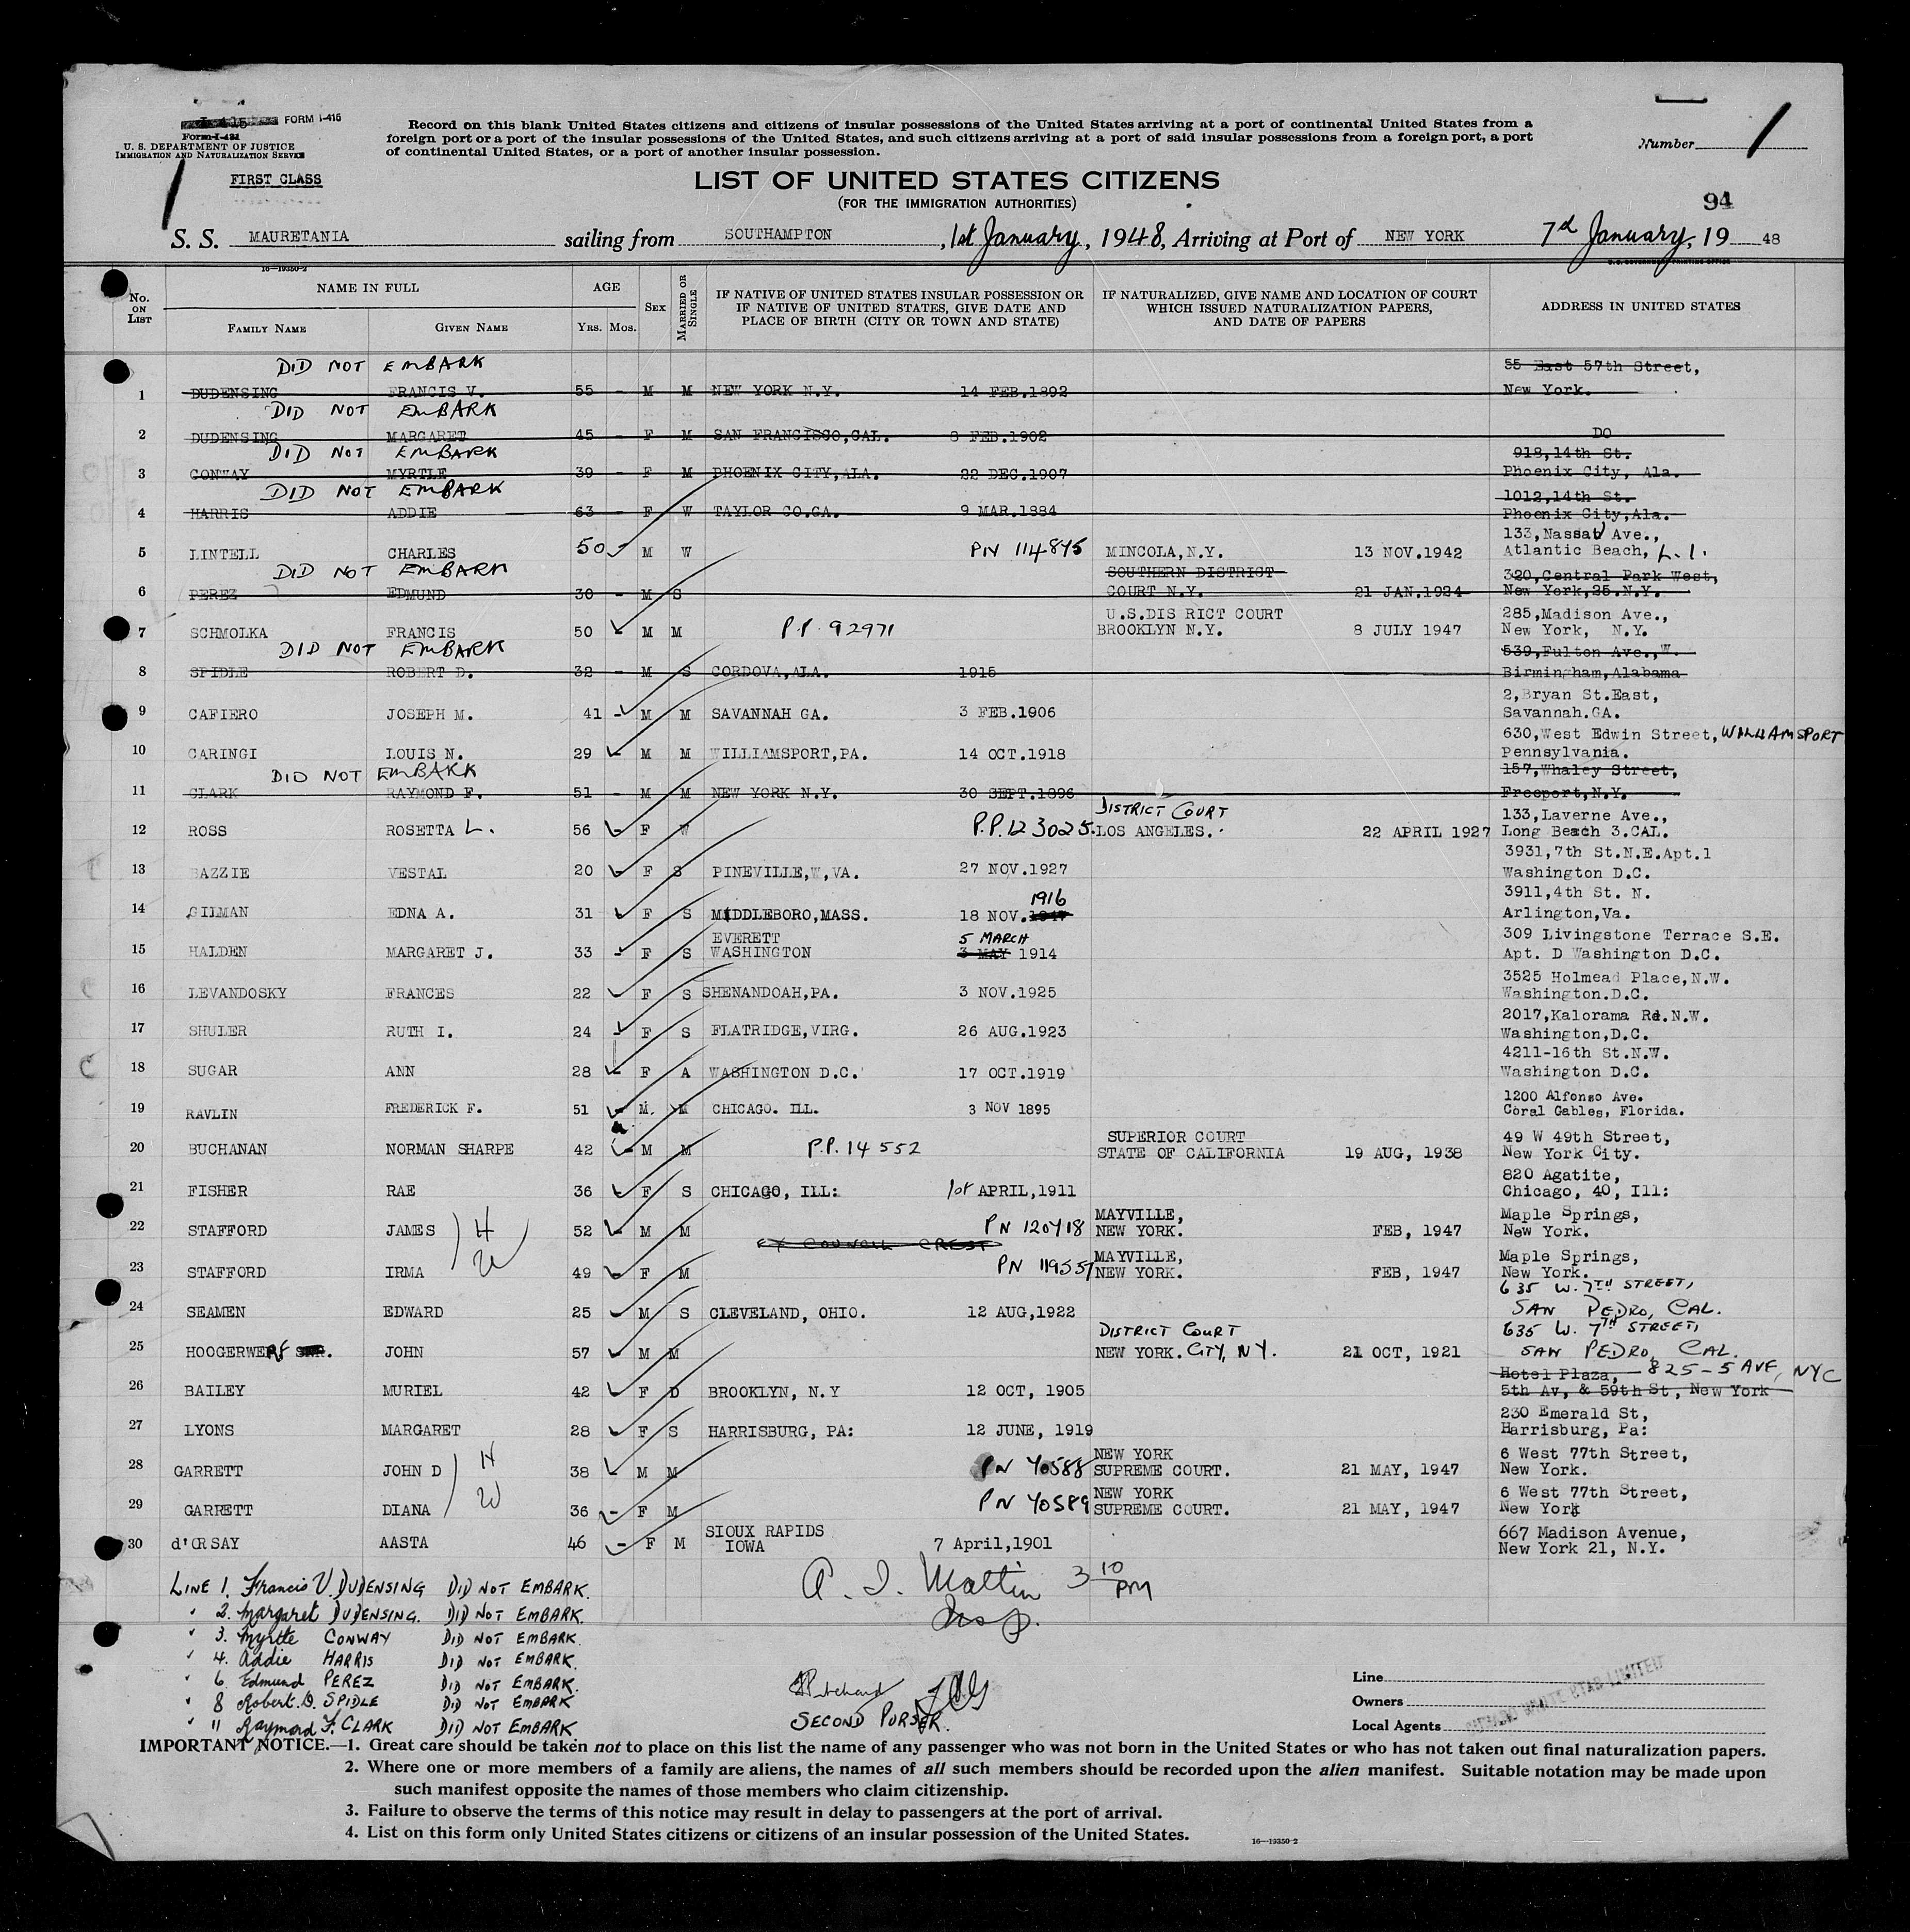 I-415 FORM I-415
Form I-421
U. S. DEPARTMENT OF JUSTICE
IMMIGRATION AND NATURALIZATION SERVICE
1
FIRST CLASS
Record on this blank United States citizens and citizens of insular possessions of the United States arriving at a port of continental United States from a
foreign port or a port of the insular possessions of the United States, and such citizens arriving at a port of said insular possessions from a foreign port, a port
of continental United States, or a port of another insular possession.
Number 1
LIST OF UNITED STATES CITIZENS
(FOR THE IMMIGRATION AUTHORITIES)
94
S. S. MAURETANIA sailing from SOUTHAMPTON, 1st January, 1948, Arriving at Port of NEW YORK 7d January, 19 48
16—19350-2
No. ON LIST
NAME IN FULL
FAMILY NAME GIVEN NAME
AGE
YRS. MOS.
SEX
MARRIED OR SINGLE
IF NATIVE OF UNITED STATES INSULAR POSSESSION OR
IF NATIVE OF UNITED STATES, GIVE DATE AND
PLACE OF BIRTH (CITY OR TOWN AND STATE)
IF NATURALIZED, GIVE NAME AND LOCATION OF COURT
WHICH ISSUED NATURALIZATION PAPERS,
AND DATE OF PAPERS
ADDRESS IN UNITED STATES
DID NOT EMBARK 55 East 57th Street,
1 DUDENSING FRANCIS V. 55 - M M NEW YORK N.Y. 14 FEB.1892 New York.
DID NOT EMBARK
2 DUDENSING MARGARET 45 - F M SAN FRANCISCO,CAL. 8 FEB.1902 DO
DID NOT EMBARK 918,14th St.
3 CONWAY MYRTLE 39 - F M PHOENIX CITY,ALA. 22 DEC.1907 Phoenix City, Ala.
DID NOT EMBARK 1012,14th St.
4 HARRIS ADDIE 63 - F W TAYLOR CO.GA. 9 MAR.1884 Phoenix City,Ala.
133,Nassau Ave.,
5 LINTELL CHARLES 50 - M W PN 114845 MINCOLA,N.Y. 13 NOV.1942 Atlantic Beach, L.I.
DID NOT EMBARK SOUTHERN DISTRICT 320,Central Park West,
6 PEREZ EDMUND 30 - M S COURT N.Y. 21 JAN.1924 New York,25.N.Y.
U.S.DIS RICT COURT 285,Madison Ave.,
7 SCHMOLKA FRANCIS 50 - M M P.P. 92971 BROOKLYN N.Y. 8 JULY 1947 New York, N.Y.
DID NOT EMBARK 539,Fulton Ave.,W.
8 SPIDLE ROBERT D. 32 - M S CORDOVA,ALA. 1915 Birmingham,Alabama
2,Bryan St.East,
9 CAFIERO JOSEPH M. 41 - M M SAVANNAH GA. 3 FEB.1906 Savannah.GA.
630,West Edwin Street, WILLIAMSPORT
10 CARINGI LOUIS N. 29 - M M WILLIAMSPORT,PA. 14 OCT.1918 Pennsylvania.
DID NOT EMBARK 157,Whaley Street,
11 CLARK RAYMOND F. 51 - M M NEW YORK N.Y. 30 SEPT.1896 Freeport,N.Y.
DISTRICT COURT 133,Laverne Ave.,
12 ROSS ROSETTA L. 56 - F W P.P.123025. LOS ANGELES. 22 APRIL 1927 Long Beach 3.CAL.
3931,7th St.N.E.Apt.1
13 BAZZIE VESTAL 20 - F S PINEVILLE,W,VA. 27 NOV.1927 Washington D.C.
1916 3911,4th St. N.
14 GILMAN EDNA A. 31 - F S MIDDLEBORO,MASS. 18 NOV.1947 Arlington,Va.
EVERETT 5 MARCH 309 Livingstone Terrace S.E.
15 HALDEN MARGARET J. 33 - F S WASHINGTON 3 MAY 1914 Apt. D Washington D.C.
3525 Holmead Place,N.W.
16 LEVANDOSKY FRANCES 22 - F S SHENANDOAH,PA. 3 NOV.1925 Washington.D.C.
2017,Kalorama Rd.N.W.
17 SHULER RUTH I. 24 - F S FLATRIDGE,VIRG. 26 AUG.1923 Washington,D.C.
4211-16th St.N.W.
18 SUGAR ANN 28 - F A WASHINGTON D.C. 17 OCT.1919 Washington D.C.
1200 Alfonso Ave.
19 RAVLIN FREDERICK F. 51 - M. M CHICAGO. ILL. 3 NOV 1895 Coral Gables, Florida.
SUPERIOR COURT 49 W 49th Street,
20 BUCHANAN NORMAN SHARPE 42 - M M P.P. 14552 STATE OF CALIFORNIA 19 AUG, 1938 New York City.
820 Agatite,
21 FISHER RAE 36 - F S CHICAGO, ILL: 1st APRIL,1911 Chicago, 40, Ill:
MAYVILLE, Maple Springs,
22 STAFFORD JAMES H 52 - M M PN 120418 NEW YORK. FEB, 1947 New York.
EX COUNCIL CREST
W MAYVILLE, Maple Springs,
23 STAFFORD IRMA 49 - F M PN 119557 NEW YORK. FEB, 1947 New York.
635 W. 7TH STREET,
24 SEAMEN EDWARD 25 - M S CLEVELAND, OHIO. 12 AUG,1922 SAN PEDRO, CAL.
DISTRICT COURT 635 W. 7TH STREET,
25 HOOGERWERF SNR. JOHN 57 - M M NEW YORK. CITY, NY. 21 OCT, 1921 SAN PEDRO, CAL.
Hotel Plaza, 825-5 AVE, NYC
26 BAILEY MURIEL 42 - F D BROOKLYN, N.Y 12 OCT, 1905 5th Av, & 59th St, New York
230 Emerald St,
27 LYONS MARGARET 28 - F S HARRISBURG, PA: 12 JUNE, 1919 Harrisburg, Pa:
H NEW YORK 6 West 77th Street,
28 GARRETT JOHN D 38 - M M PN 40588 SUPREME COURT. 21 MAY, 1947 New York.
W NEW YORK 6 West 77th Street,
29 GARRETT DIANA 36 - F M PN 40589 SUPREME COURT. 21 MAY, 1947 New York
SIOUX RAPIDS 667 Madison Avenue,
30 d'ORSAY AASTA 46 - F M IOWA 7 April,1901 New York 21, N.Y.
LINE 1. Francis V. DUDENSING DID NOT EMBARK.
" 2. Margaret DUDENSING. DID NOT EMBARK.
" 3. Myrtle CONWAY DID NOT EMBARK.
" 4. Addie HARRIS DID NOT EMBARK.
" 6. Edmund PEREZ DID NOT EMBARK.
" 8 Robert.D. SPIDLE DID NOT EMBARK
" 11 Raymond F. CLARK DID NOT EMBARK
A. I. Mattin 3 10 PM
Insp.
SECOND PURSER.
Line
Owners
Local Agents
IMPORTANT NOTICE.—1. Great care should be taken not to place on this list the name of any passenger who was not born in the United States or who has not taken out final naturalization papers.
2. Where one or more members of a family are aliens, the names of all such members should be recorded upon the alien manifest. Suitable notation may be made upon
such manifest opposite the names of those members who claim citizenship.
3. Failure to observe the terms of this notice may result in delay to passengers at the port of arrival.
4. List on this form only United States citizens or citizens of an insular possession of the United States.
16—19350-2